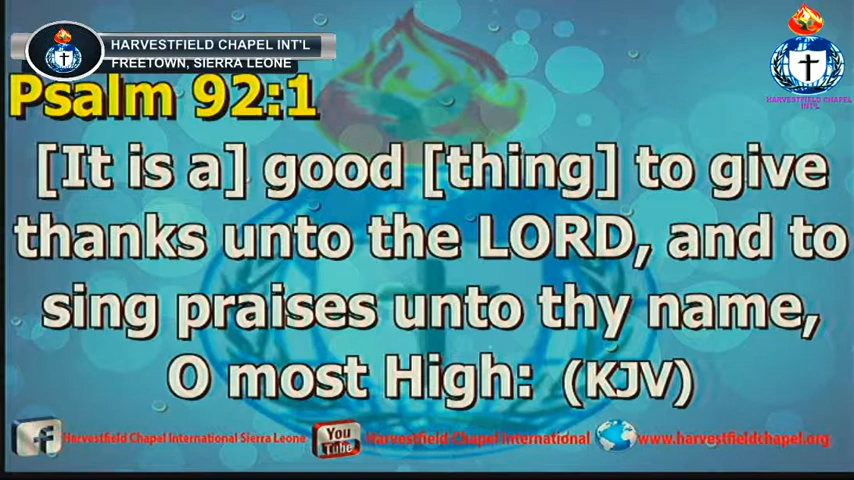 HARVESTFIELD CHAPEL INT'L
FREETOWN, SIERRA LEONE
HARVESTFIELD CHAPEL
INT'L
Psalm 92:1
[It is a] good [thing] to give
thanks unto the LORD, and to
sing praises unto thy name,
O most High: (KJV)
f Harvestfield Chapel International Sierra Leone You Tube Harvestfield Chapel International www.harvestfieldchapel.org